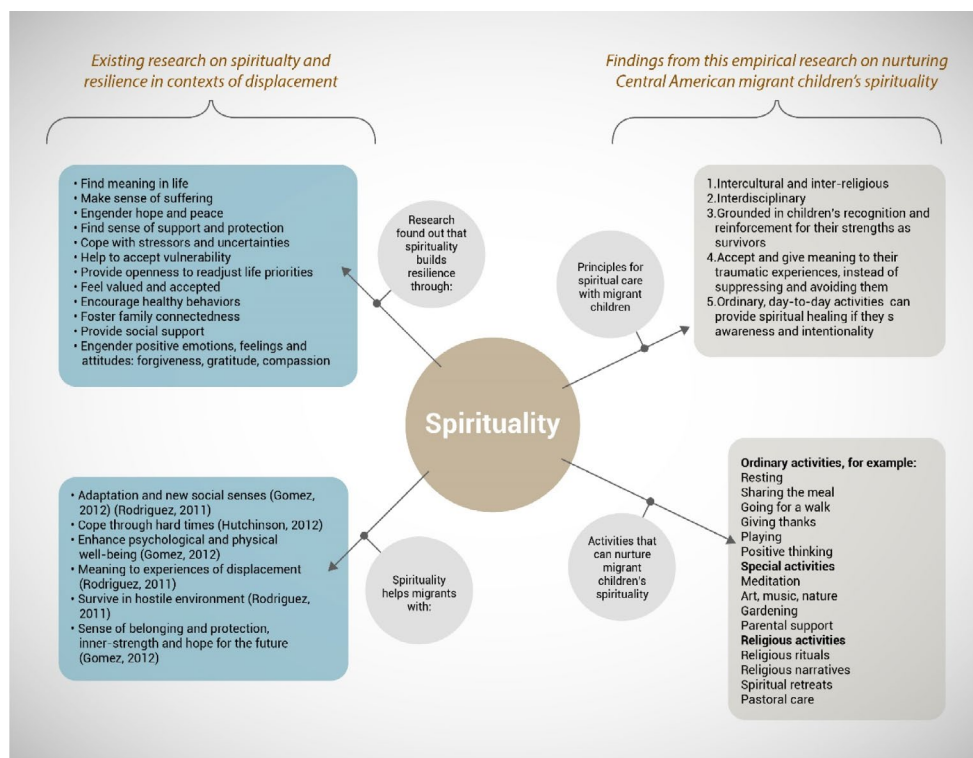 Existing research on spiritualty and
resilience in contexts of displacement
• Find meaning in life
• Make sense of suffering
• Engender hope and peace
• Find sense of support and protection
• Cope with stressors and uncertainties
• Help to accept vulnerability
• Provide openness to readjust life priorities
• Feel valued and accepted
• Encourage healthy behaviors
• Foster family connectedness
• Provide social support
• Engender positive emotions, feelings and
attitudes: forgiveness, gratitude, compassion
Research
found out that
spirituality
builds
resilience
through:
Findings from this empirical research on nurturing
Central American migrant children's spirituality
Principles for
spiritual care
with migrant
children
1.Intercultural and inter-religious
2.Interdisciplinary
3.Grounded in children's recognition and
reinforcement for their strengths as
survivors
4.Accept and give meaning to their
traumatic experiences, instead of
suppressing and avoiding them
5.Ordinary, day-to-day activities can
provide spiritual healing if they s
awareness and intentionality
Spirituality
• Adaptation and new social senses (Gomez,
2012) (Rodriguez, 2011)
• Cope through hard times (Hutchinson, 2012)
• Enhance psychological and physical
well-being (Gomez, 2012)
• Meaning to experiences of displacement
(Rodriguez, 2011)
• Survive in hostile environment (Rodriguez,
2011)
• Sense of belonging and protection,
inner-strength and hope for the future
(Gomez, 2012)
Spirituality
helps migrants
with:
Activities that
can nurture
migrant
children's
spirituality
Ordinary activities, for example:
Resting
Sharing the meal
Going for a walk
Giving thanks
Playing
Positive thinking
Special activities
Meditation
Art, music, nature
Gardening
Parental support
Religious activities
Religious rituals
Religious narratives
Spiritual retreats
Pastoral care